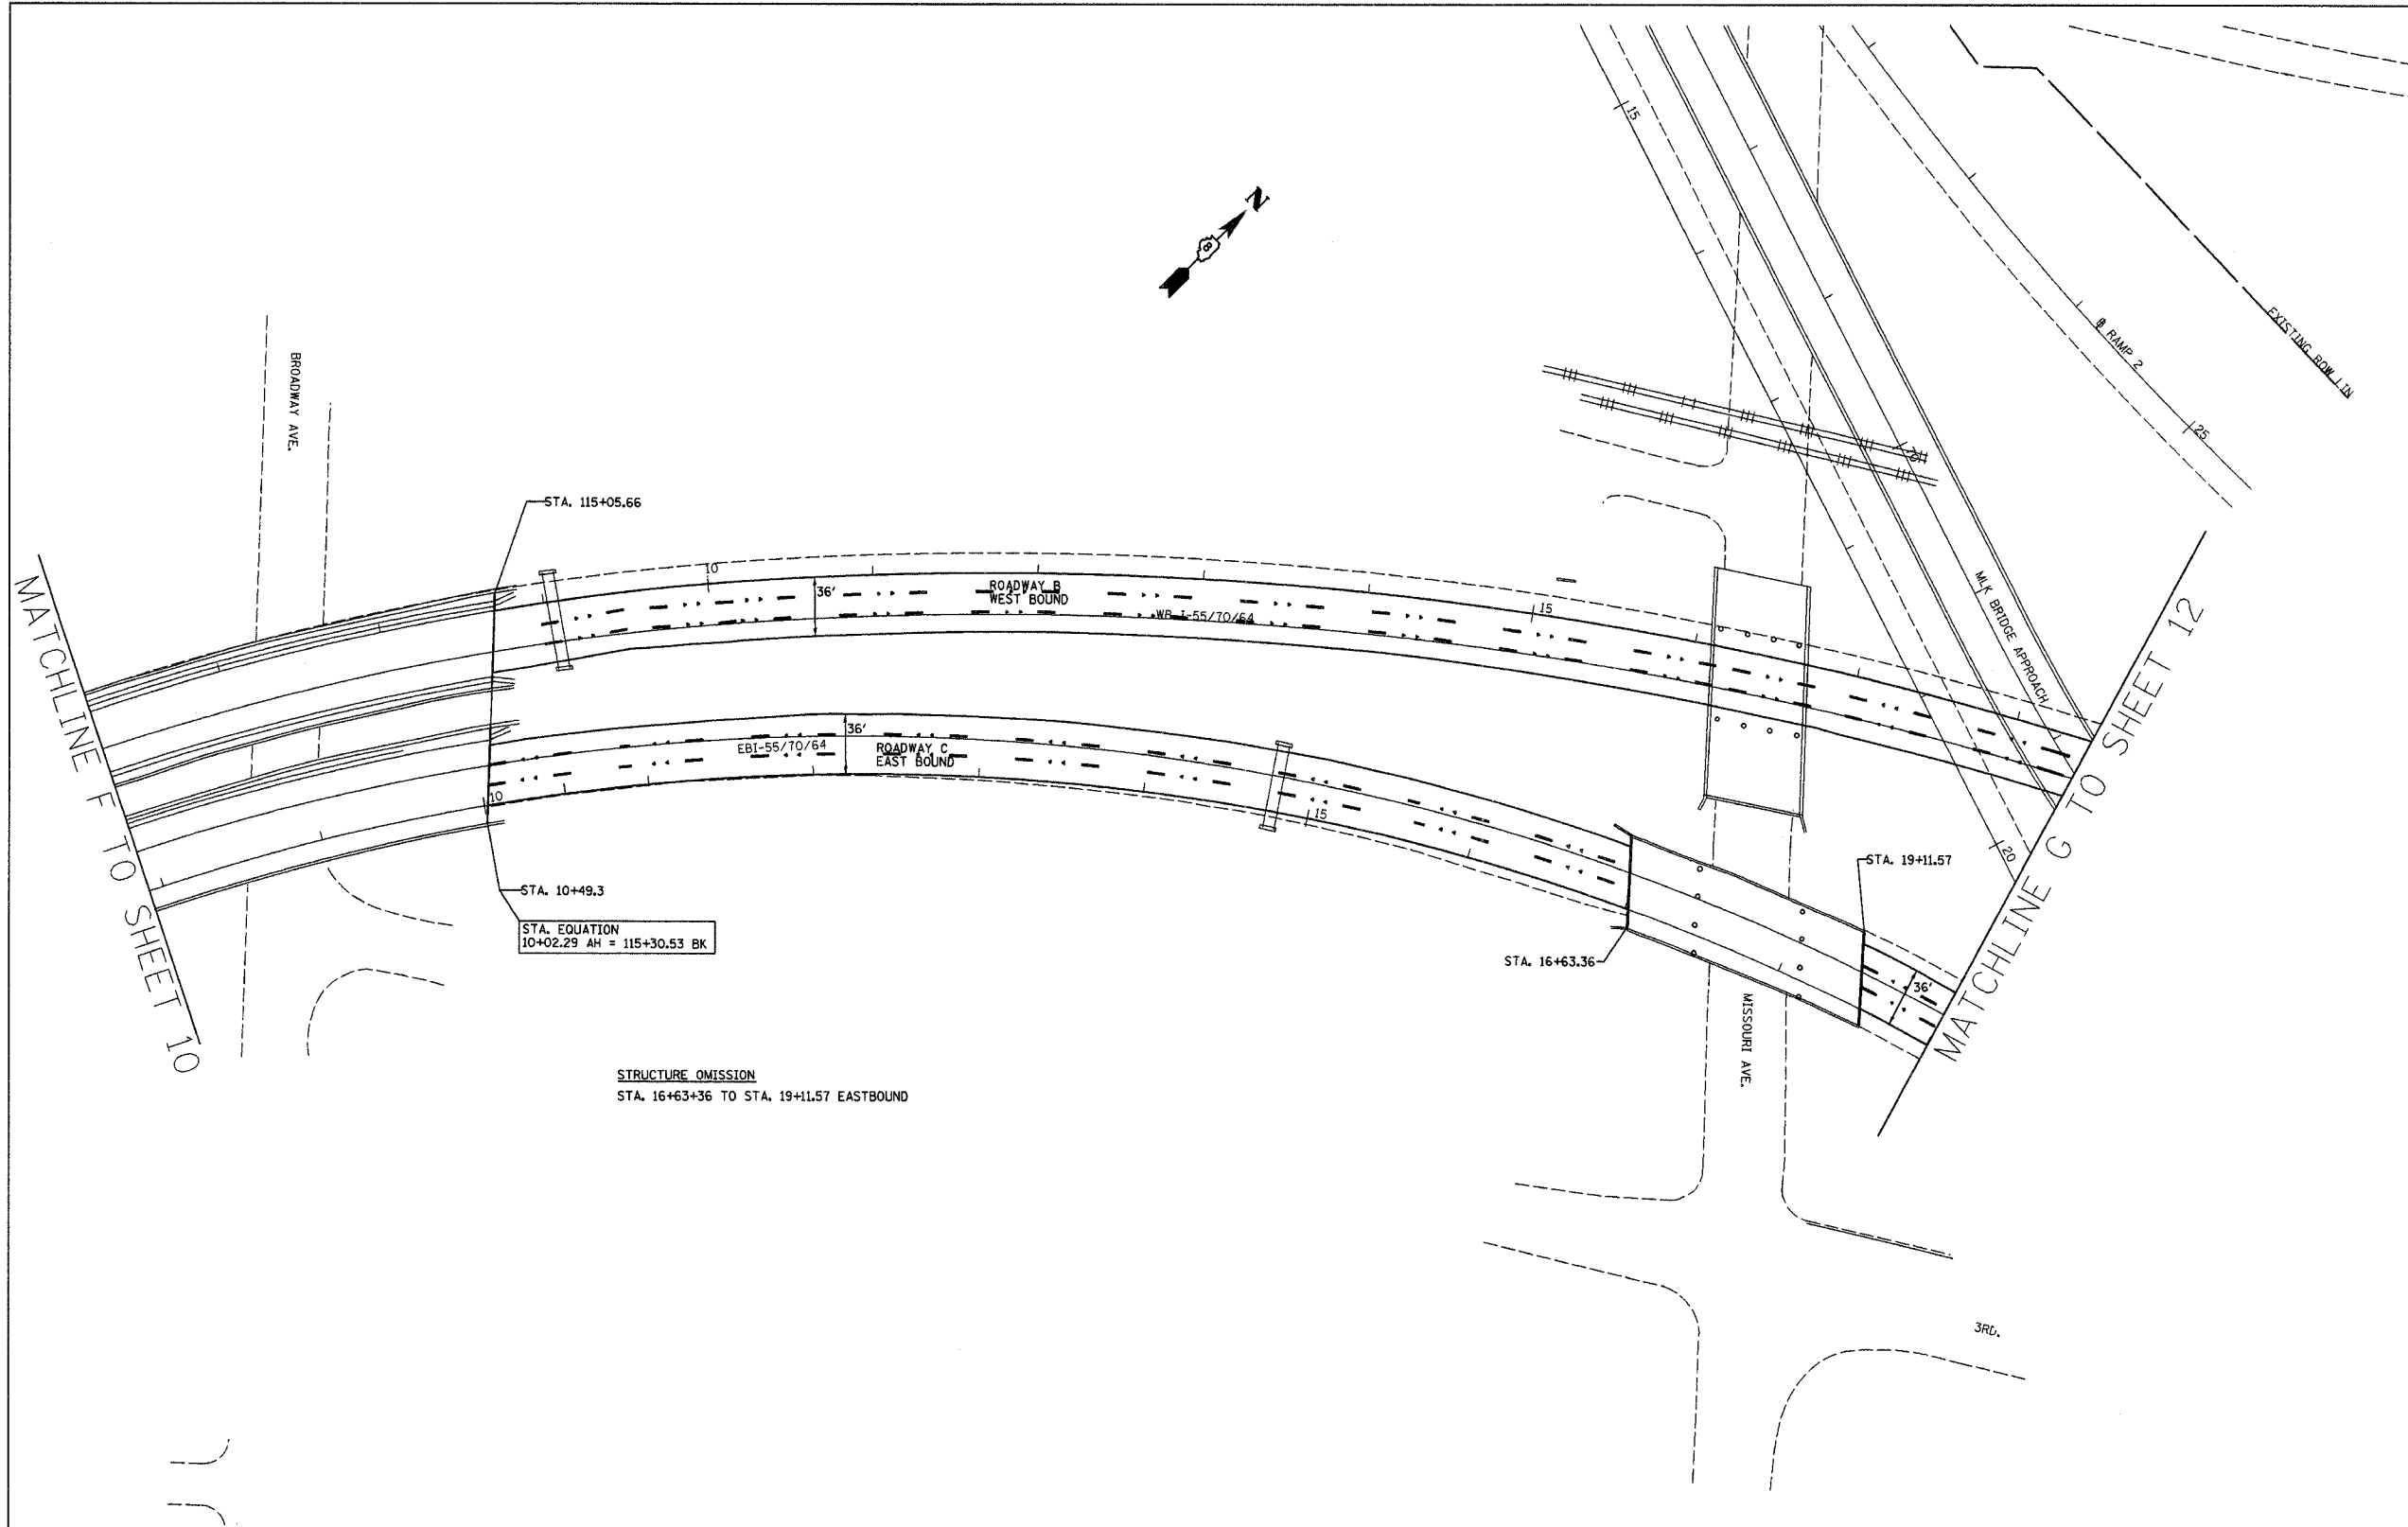 N
8
15
BROADWAY AVE.
EXISTING ROW LIN
RAMP 2
25
STA. 115+05.66
10
36'
ROADWAY B
WEST BOUND
WB I-55/70/64
15
MLK BRIDGE APPROACH
MATCHLINE F TO SHEET 10
MATCHLINE G TO SHEET 12
36'
EBI-55/70/64
ROADWAY C
EAST BOUND
10
15
20
STA. 10+49.3
STA. EQUATION
10+02.29 AH = 115+30.53 BK
STA. 19+11.57
STA. 16+63.36
36'
MISSOURI AVE.
STRUCTURE OMISSION
STA. 16+63+36 TO STA. 19+11.57 EASTBOUND
3RD.